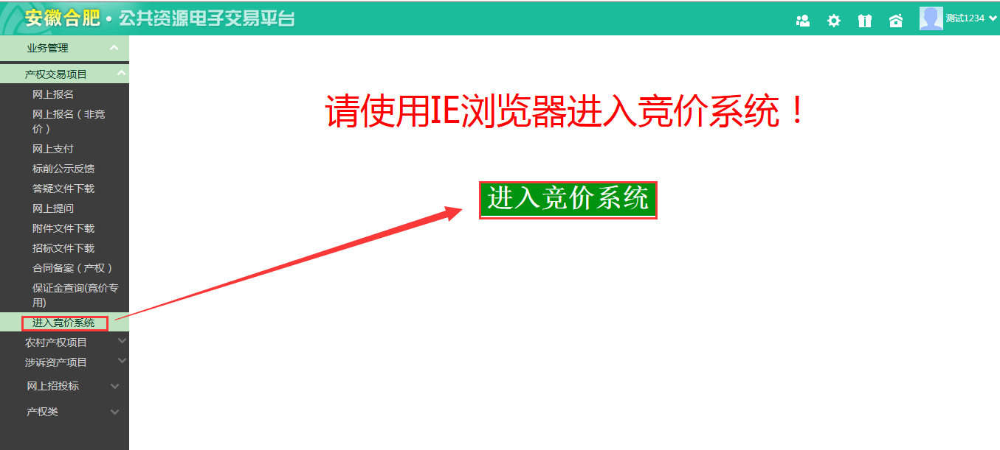 安徽合肥·公共资源电子交易平台
测试1234
业务管理
产权交易项目
网上报名
网上报名（非竞
价）
网上支付
标前公示反馈
答疑文件下载
网上提问
附件文件下载
招标文件下载
合同备案（产权）
保证金查询(竞价专
用)
进入竞价系统
农村产权项目
涉诉资产项目
网上招投标
产权类
请使用IE浏览器进入竞价系统！
进入竞价系统